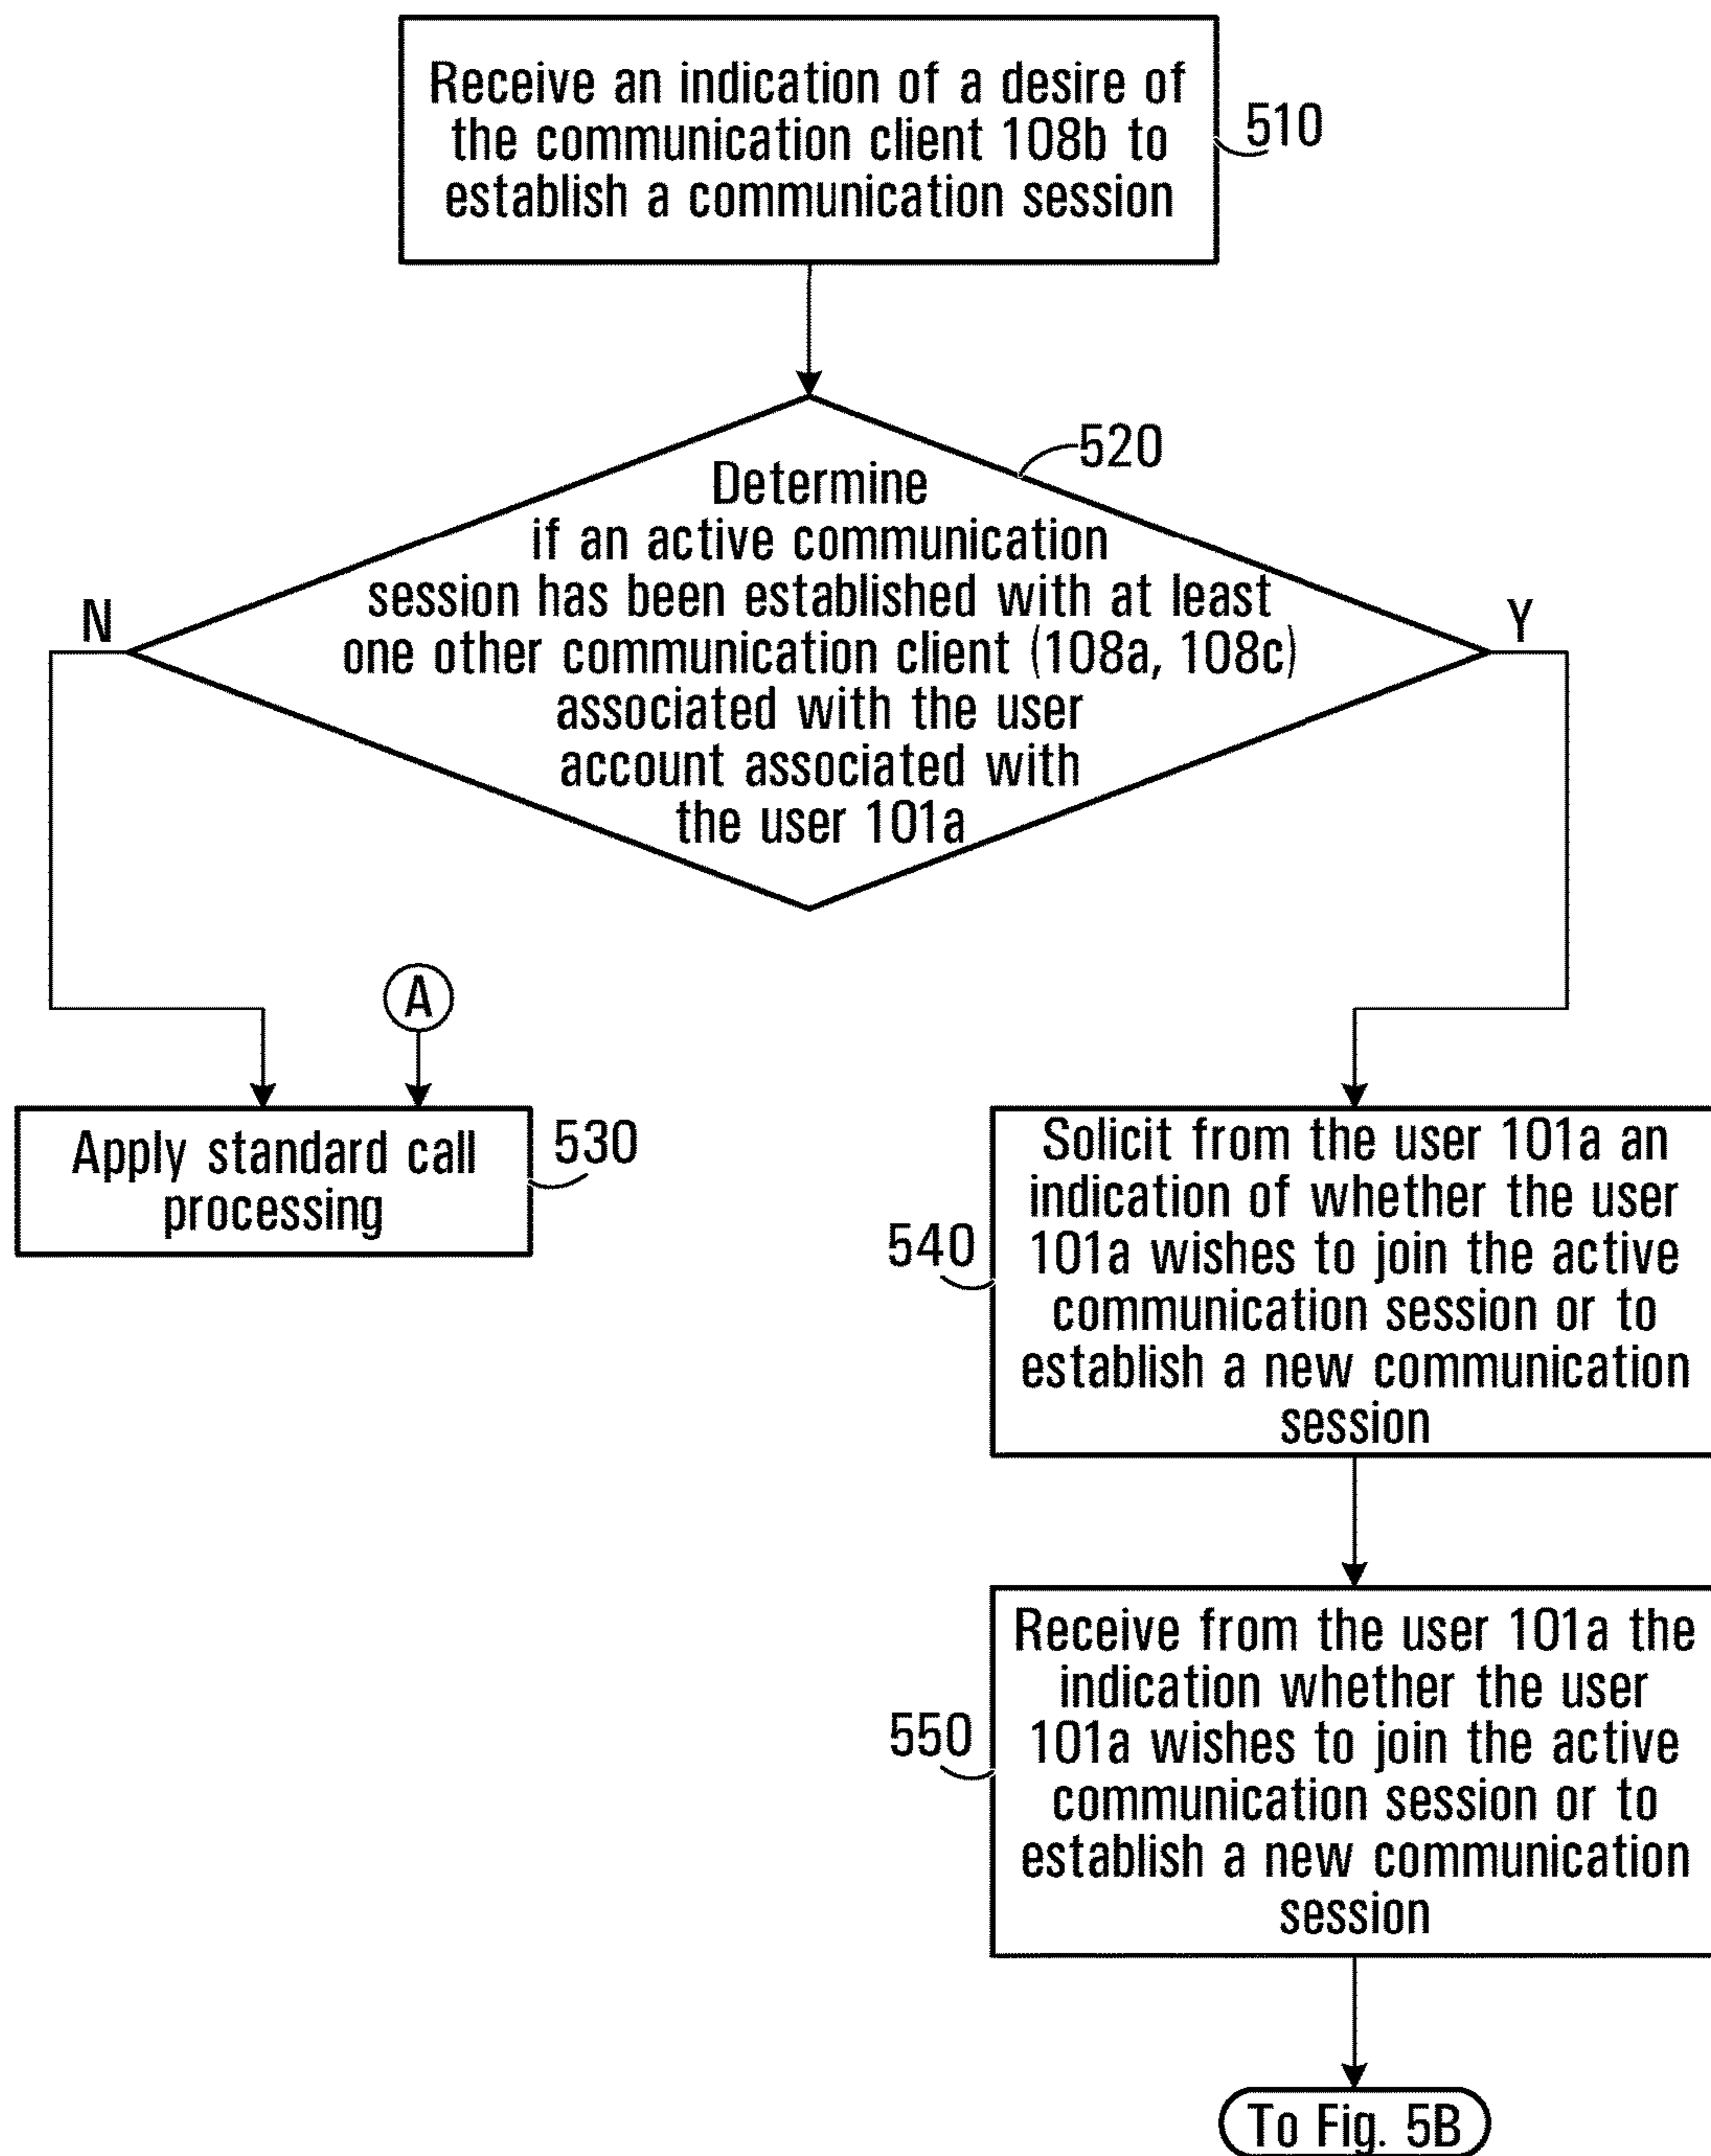 Receive an indication of a desire of
the communication client 108b to
establish a communication session
510
520
Determine
if an active communication
session has been established with at least
one other communication client (108a, 108c)
associated with the user
account associated with
the user 101a
N
Y
A
Apply standard call
processing
530
Solicit from the user 101a an
indication of whether the user
101a wishes to join the active
communication session or to
establish a new communication
session
540
Receive from the user 101a the
indication whether the user
101a wishes to join the active
communication session or to
establish a new communication
session
550
To Fig. 5B